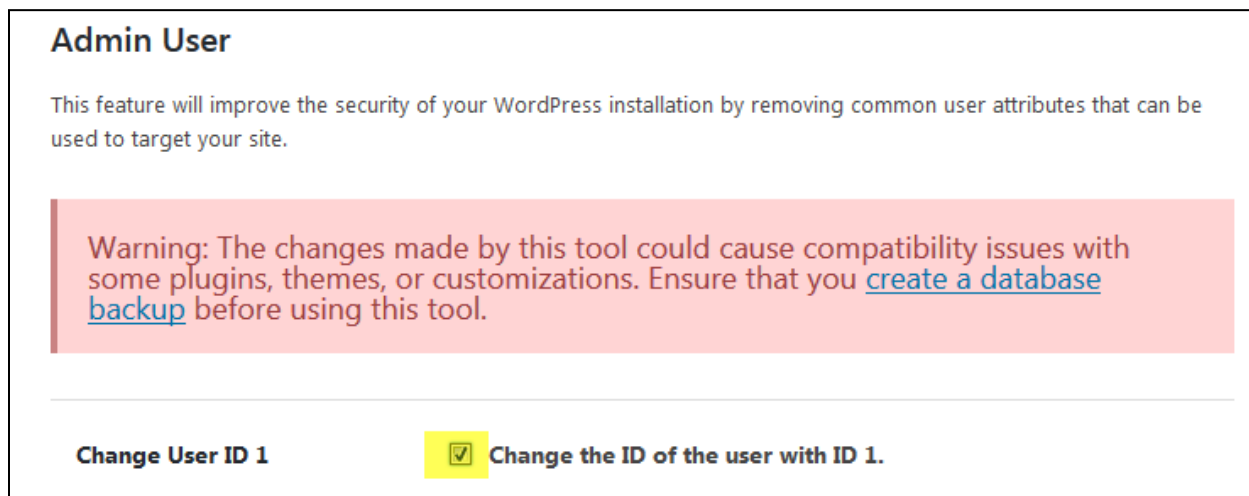 Admin User
This feature will improve the security of your WordPress installation by removing common user attributes that can be
used to target your site.
Warning: The changes made by this tool could cause compatibility issues with
some plugins, themes, or customizations. Ensure that you create a database
backup before using this tool.
Change User ID 1 Change the ID of the user with ID 1.